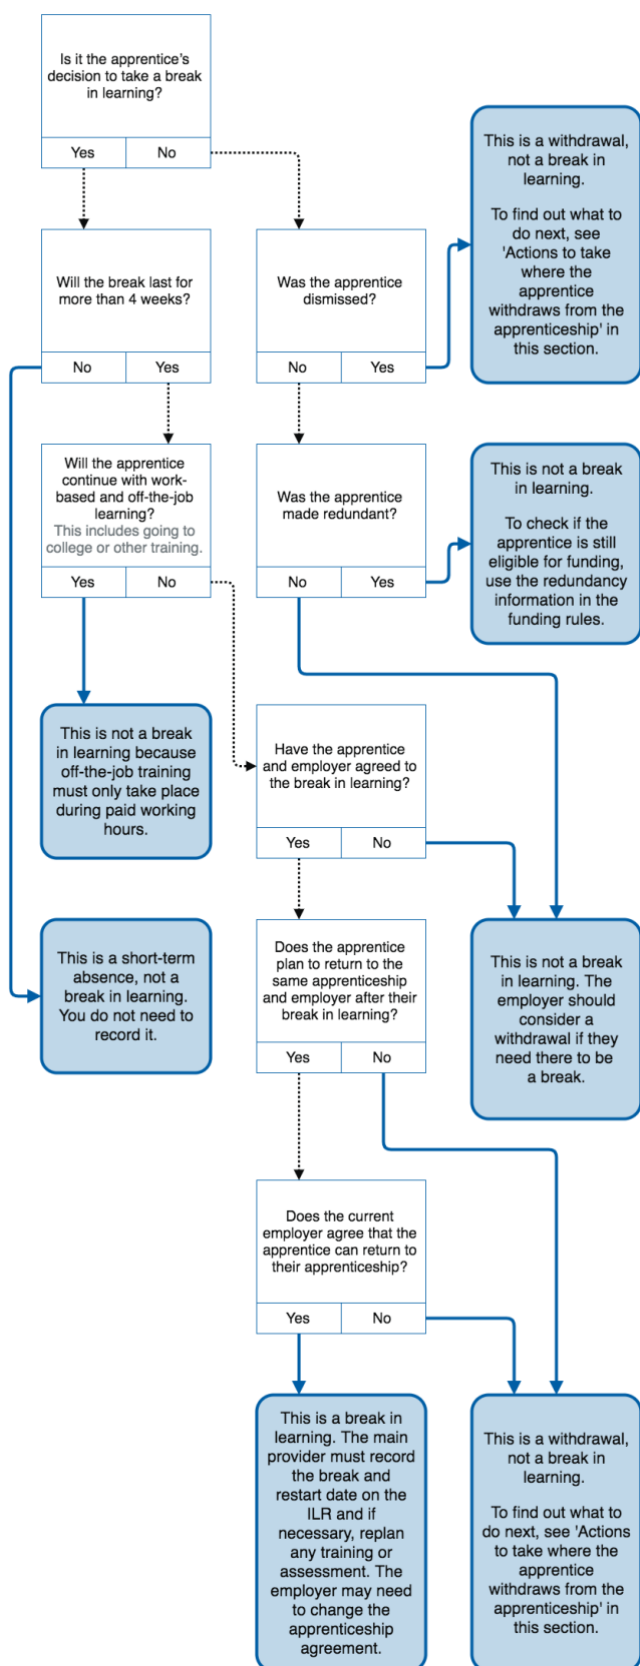 Is it the apprentice's
decision to take a break
in learning?
Yes
No
This is a withdrawal,
not a break in
learning.
To find out what to
do next, see
'Actions to take
where the
apprentice
withdraws from the
apprenticeship' in
this section.
Will the break last for
more than 4 weeks?
No
Yes
Was the apprentice
dismissed?
No
Yes
Will the apprentice
continue with work-
based and off-the-job
learning?
This includes going to
college or other training.
Yes
No
Was the apprentice
made redundant?
No
Yes
This is not a break
in learning.
To check if the
apprentice is still
eligible for funding,
use the redundancy
information in the
funding rules.
This is not a break
in learning because
off-the-job training
must only take place
during paid working
hours.
Have the apprentice
and employer agreed to
the break in learning?
Yes
No
This is a short-term
absence, not a
break in learning.
You do not need to
record it.
Does the apprentice
plan to return to the
same apprenticeship
and employer after their
break in learning?
Yes
No
This is not a break
in learning. The
employer should
consider a
withdrawal if they
need there to be
a break.
Does the current
employer agree that the
apprentice can return to
their apprenticeship?
Yes
No
This is a break in
learning. The main
provider must record
the break and
restart date on the
ILR and if
necessary, replan
any training or
assessment. The
employer may need
to change the
apprenticeship
agreement.
This is a withdrawal,
not a break in
learning.
To find out what to
do next, see 'Actions
to take where the
apprentice
withdraws from the
apprenticeship' in
this section.